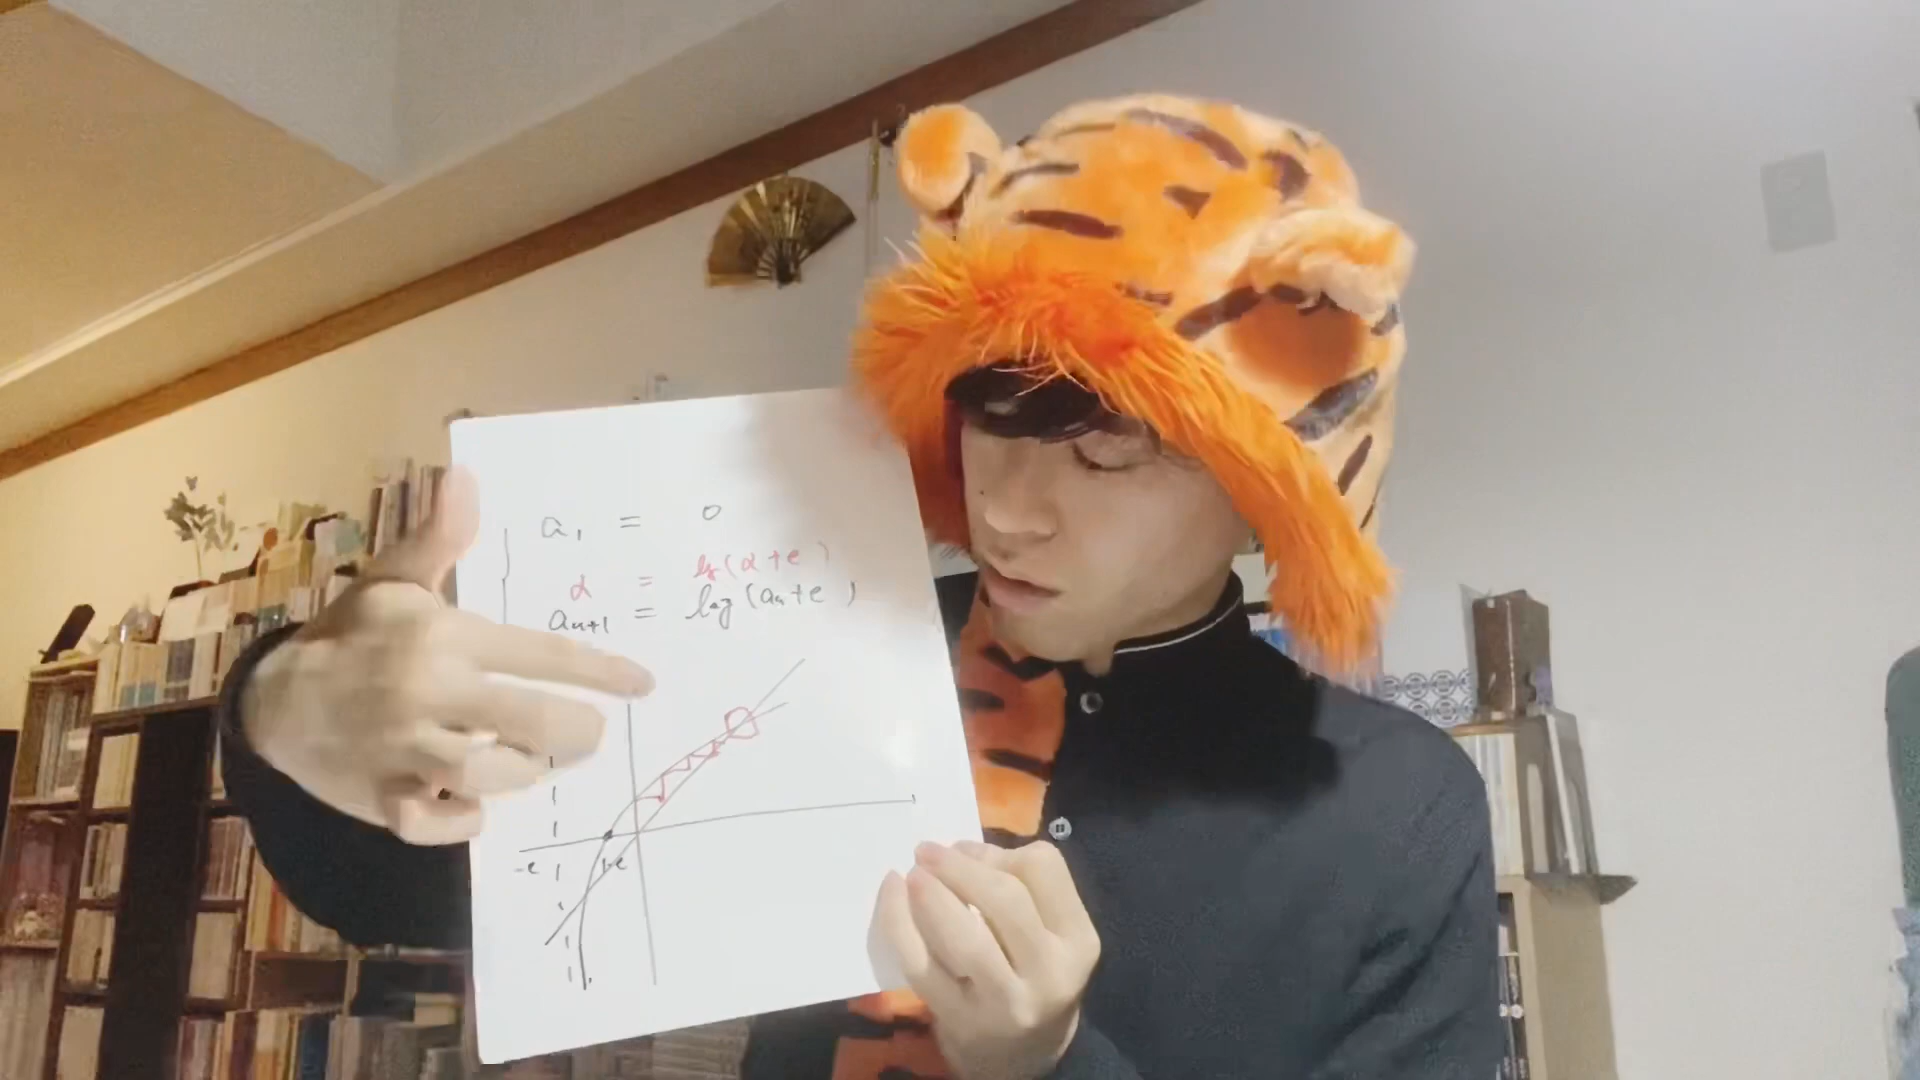 a₁ = 0
α = log(α+e)
aₙ₊₁ = log(aₙ+e)
-e 1-e